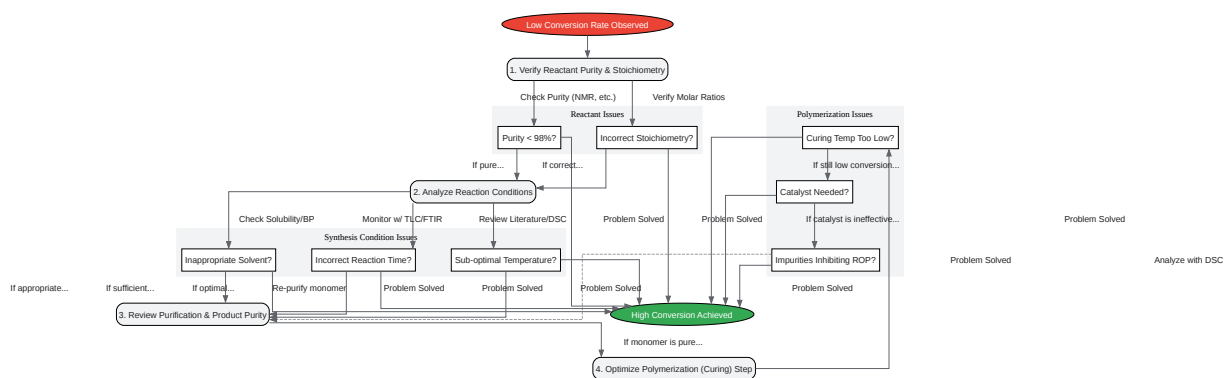 Low Conversion Rate Observed
1. Verify Reactant Purity & Stoichiometry
Check Purity (NMR, etc.)
Verify Molar Ratios
Reactant Issues
Polymerization Issues
Purity < 98%?
Incorrect Stoichiometry?
Curing Temp Too Low?
If pure...
If correct...
If still low conversion...
2. Analyze Reaction Conditions
Catalyst Needed?
Check Solubility/BP
Monitor w/ TLC/FTIR
Review Literature/DSC
Problem Solved
Problem Solved
If catalyst is ineffective...
Problem Solved
Synthesis Condition Issues
Inappropriate Solvent?
Incorrect Reaction Time?
Sub-optimal Temperature?
Impurities Inhibiting ROP?
Problem Solved
Analyze with DSC
If appropriate...
If sufficient...
If optimal...
Re-purify monomer
Problem Solved
Problem Solved
Problem Solved
Problem Solved
3. Review Purification & Product Purity
High Conversion Achieved
If monomer is pure...
4. Optimize Polymerization (Curing) Step